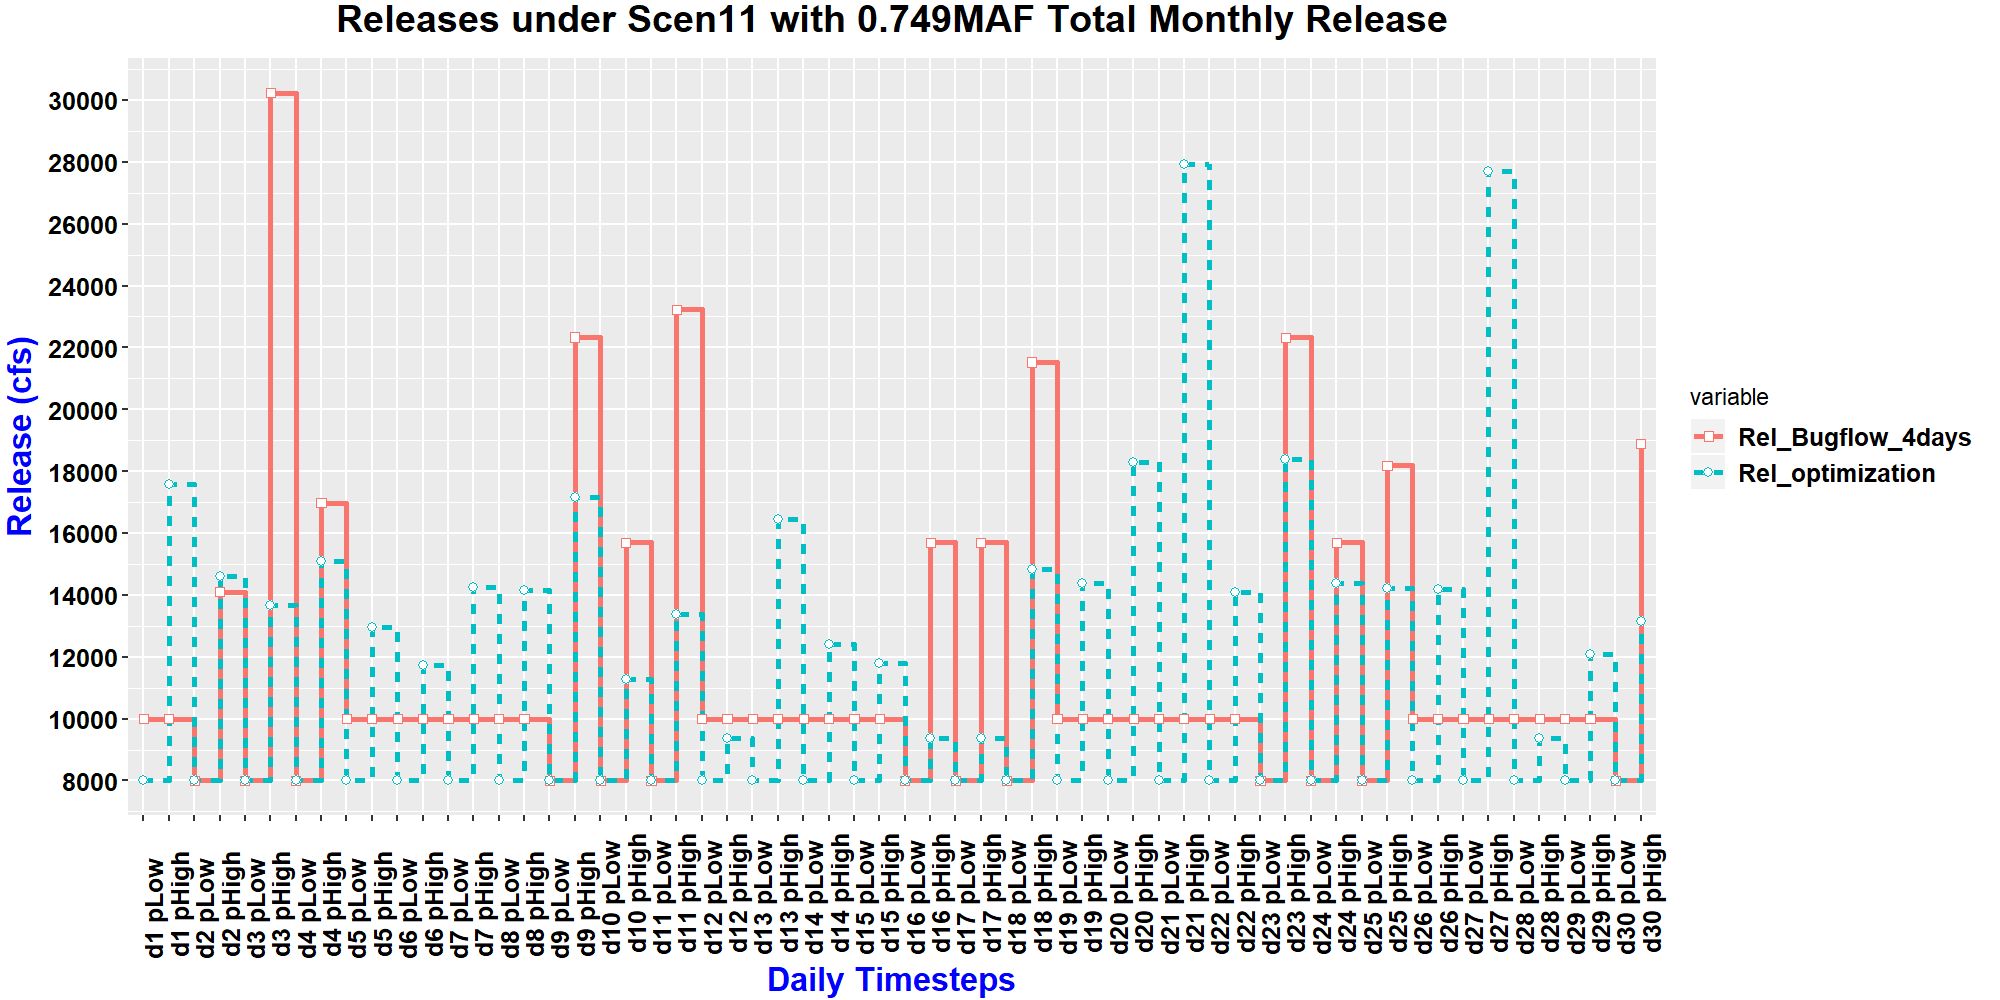 Releases under Scen11 with 0.749MAF Total Monthly Release
Release (cfs)
30000
28000
26000
24000
22000
20000
18000
16000
14000
12000
10000
8000
d1 pLow
d1 pHigh
d2 pLow
d2 pHigh
d3 pLow
d3 pHigh
d4 pLow
d4 pHigh
d5 pLow
d5 pHigh
d6 pLow
d6 pHigh
d7 pLow
d7 pHigh
d8 pLow
d8 pHigh
d9 pLow
d9 pHigh
d10 pLow
d10 pHigh
d11 pLow
d11 pHigh
d12 pLow
d12 pHigh
d13 pLow
d13 pHigh
d14 pLow
d14 pHigh
d15 pLow
d15 pHigh
d16 pLow
d16 pHigh
d17 pLow
d17 pHigh
d18 pLow
d18 pHigh
d19 pLow
d19 pHigh
d20 pLow
d20 pHigh
d21 pLow
d21 pHigh
d22 pLow
d22 pHigh
d23 pLow
d23 pHigh
d24 pLow
d24 pHigh
d25 pLow
d25 pHigh
d26 pLow
d26 pHigh
d27 pLow
d27 pHigh
d28 pLow
d28 pHigh
d29 pLow
d29 pHigh
d30 pLow
d30 pHigh
Daily Timesteps
variable
Rel_Bugflow_4days
Rel_optimization